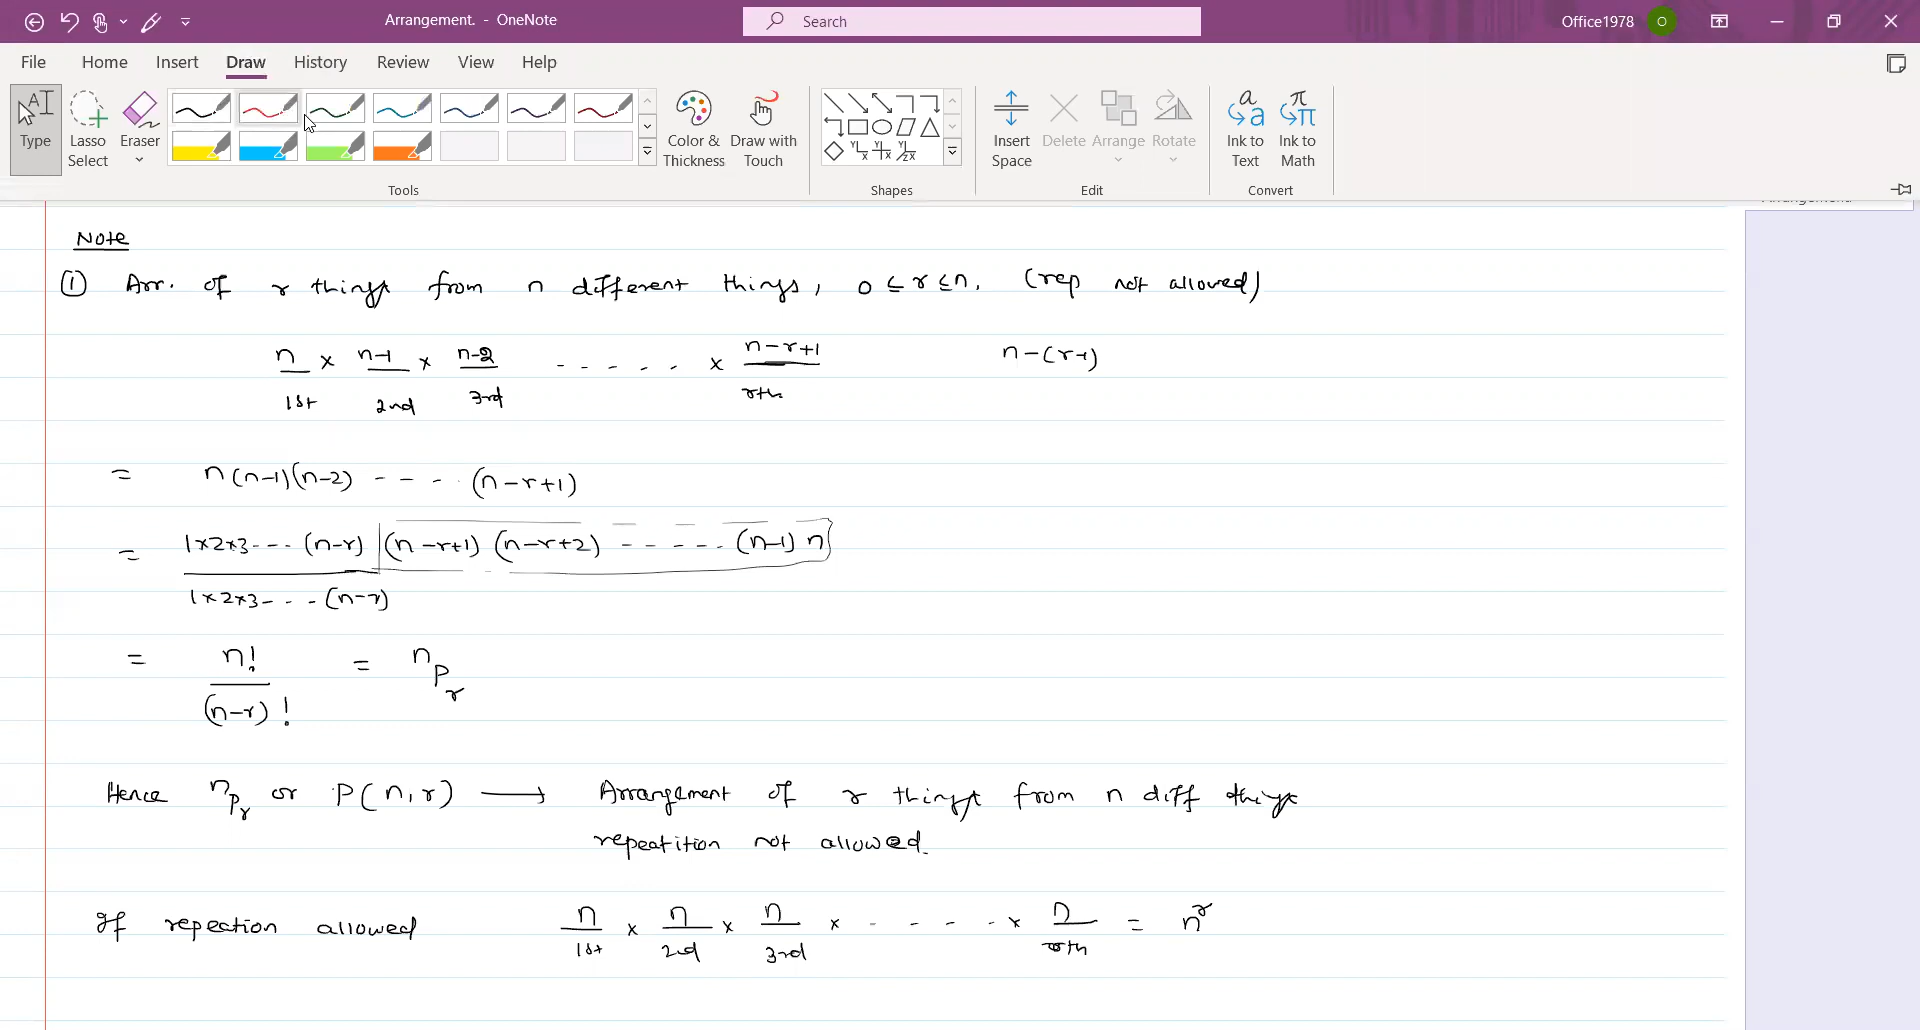 Arrangement. - OneNote
Search
Office1978
O
File Home Insert Draw History Review View Help
Type
Lasso Select
Eraser
Color & Thickness
Draw with Touch
Insert Space
Delete
Arrange
Rotate
Ink to Text
Ink to Math
Tools
Shapes
Edit
Convert
Note
① Arr. of r things from n different things, 0 ≤ r ≤ n. (rep not allowed)
n × n-1 × n-2 ------ × n-r+1 n-(r-1)
1st 2nd 3rd rth
= n(n-1)(n-2) ---- (n-r+1)
= 1×2×3---- (n-r) (n-r+1) (n-r+2) ------ (n-1) n
1×2×3---- (n-r)
= n! / (n-r)! = nPr
Hence nPr or P(n,r) → Arrangement of r things from n diff things
repeatition not allowed.
If repection allowed n × n × n × ----- × n = n^r
1st 2nd 3rd rth